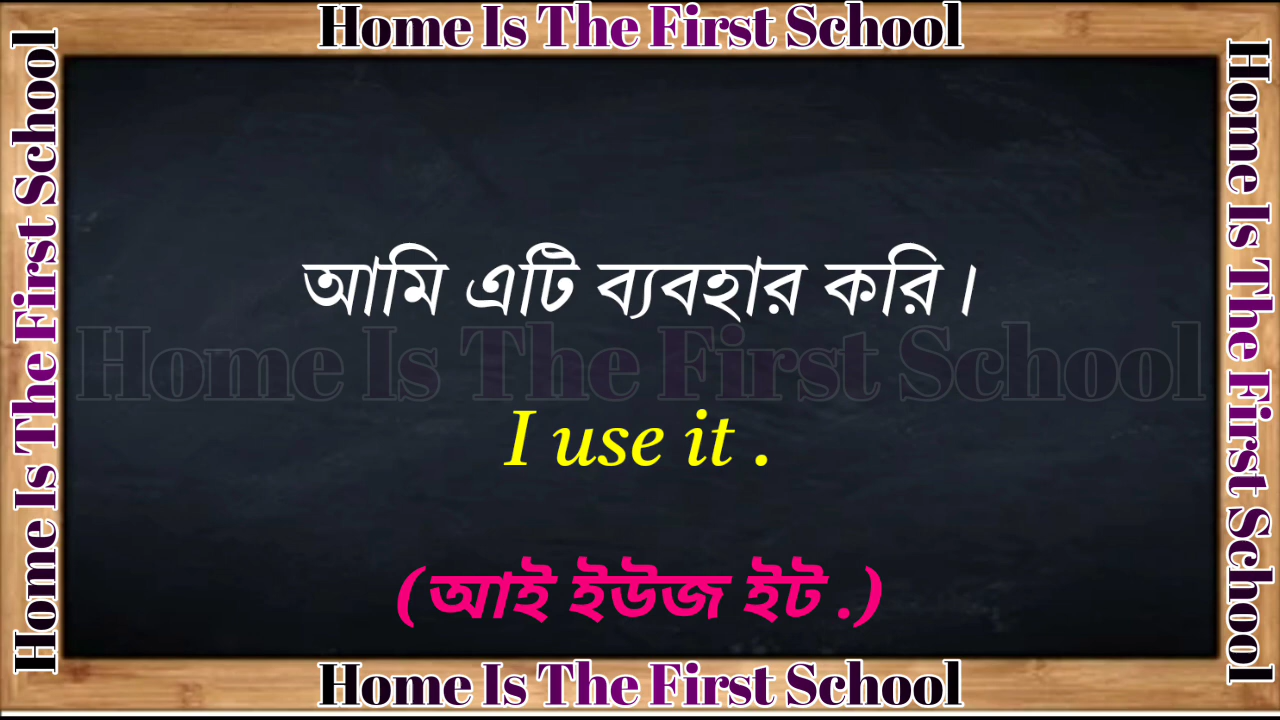 Home Is The First School
Home Is The First School
Home Is The First School
আমি এটি ব্যবহার করি।
Home Is The First School
I use it .
(আই ইউজ ইট .)
Home Is The First School